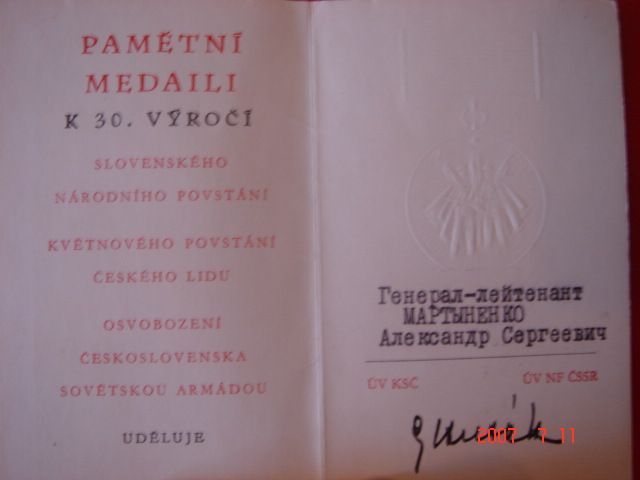 PAMĚTNÍ
MEDAILI
K 30. VÝROČÍ
SLOVENSKÉHO
NÁRODNÍHO POVSTÁNÍ
KVĚTNOVÉHO POVSTÁNÍ
ČESKÉHO LIDU
OSVOBOZENÍ
ČESKOSLOVENSKA
SOVĚTSKOU ARMÁDOU
UDĚLUJE
Генерал-лейтенант
МАРТЫНЕНКО
Александр Сергеевич
ÚV KSČ ÚV NF ČSSR
2007 7 11